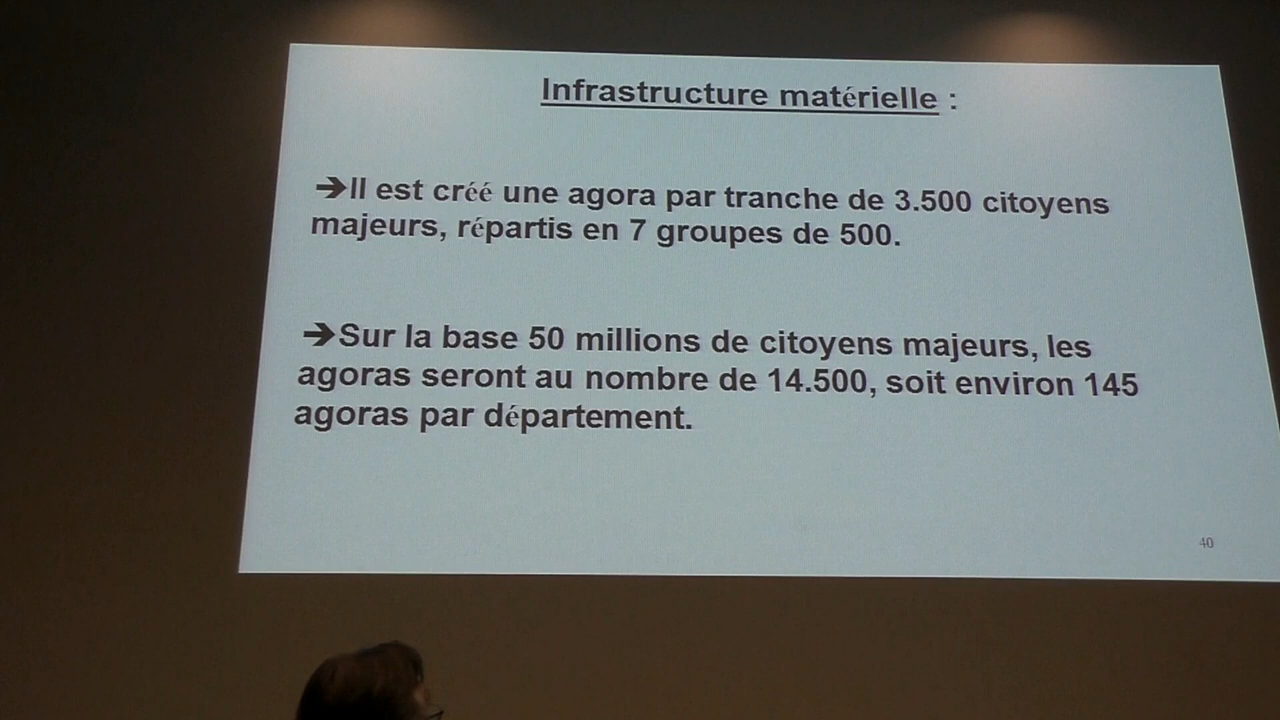 Infrastructure matérielle :
➔Il est créé une agora par tranche de 3.500 citoyens
majeurs, répartis en 7 groupes de 500.
➔Sur la base 50 millions de citoyens majeurs, les
agoras seront au nombre de 14.500, soit environ 145
agoras par département.
40